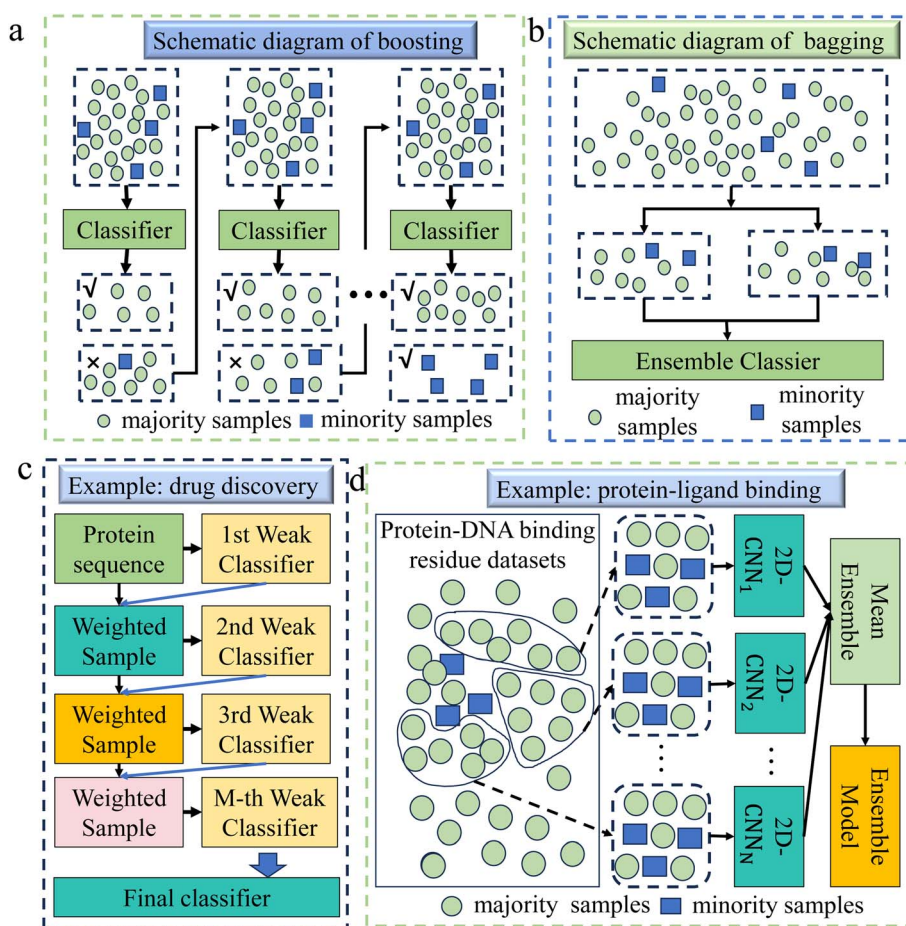 a
Schematic diagram of boosting
Classifier
Classifier
Classifier
√
√
•••
√
×
×
√
majority samples
minority samples
b
Schematic diagram of bagging
Ensemble Classier
majority
samples
minority
samples
c
Example: drug discovery
Protein
sequence
1st Weak
Classifier
Weighted
Sample
2nd Weak
Classifier
Weighted
Sample
3rd Weak
Classifier
Weighted
Sample
M-th Weak
Classifier
Final classifier
d
Example: protein-ligand binding
Protein-DNA binding
residue datasets
2D-
CNN₁
2D-
CNN₂
2D-
CNN_N
Mean
Ensemble
Ensemble
Model
majority samples
minority samples